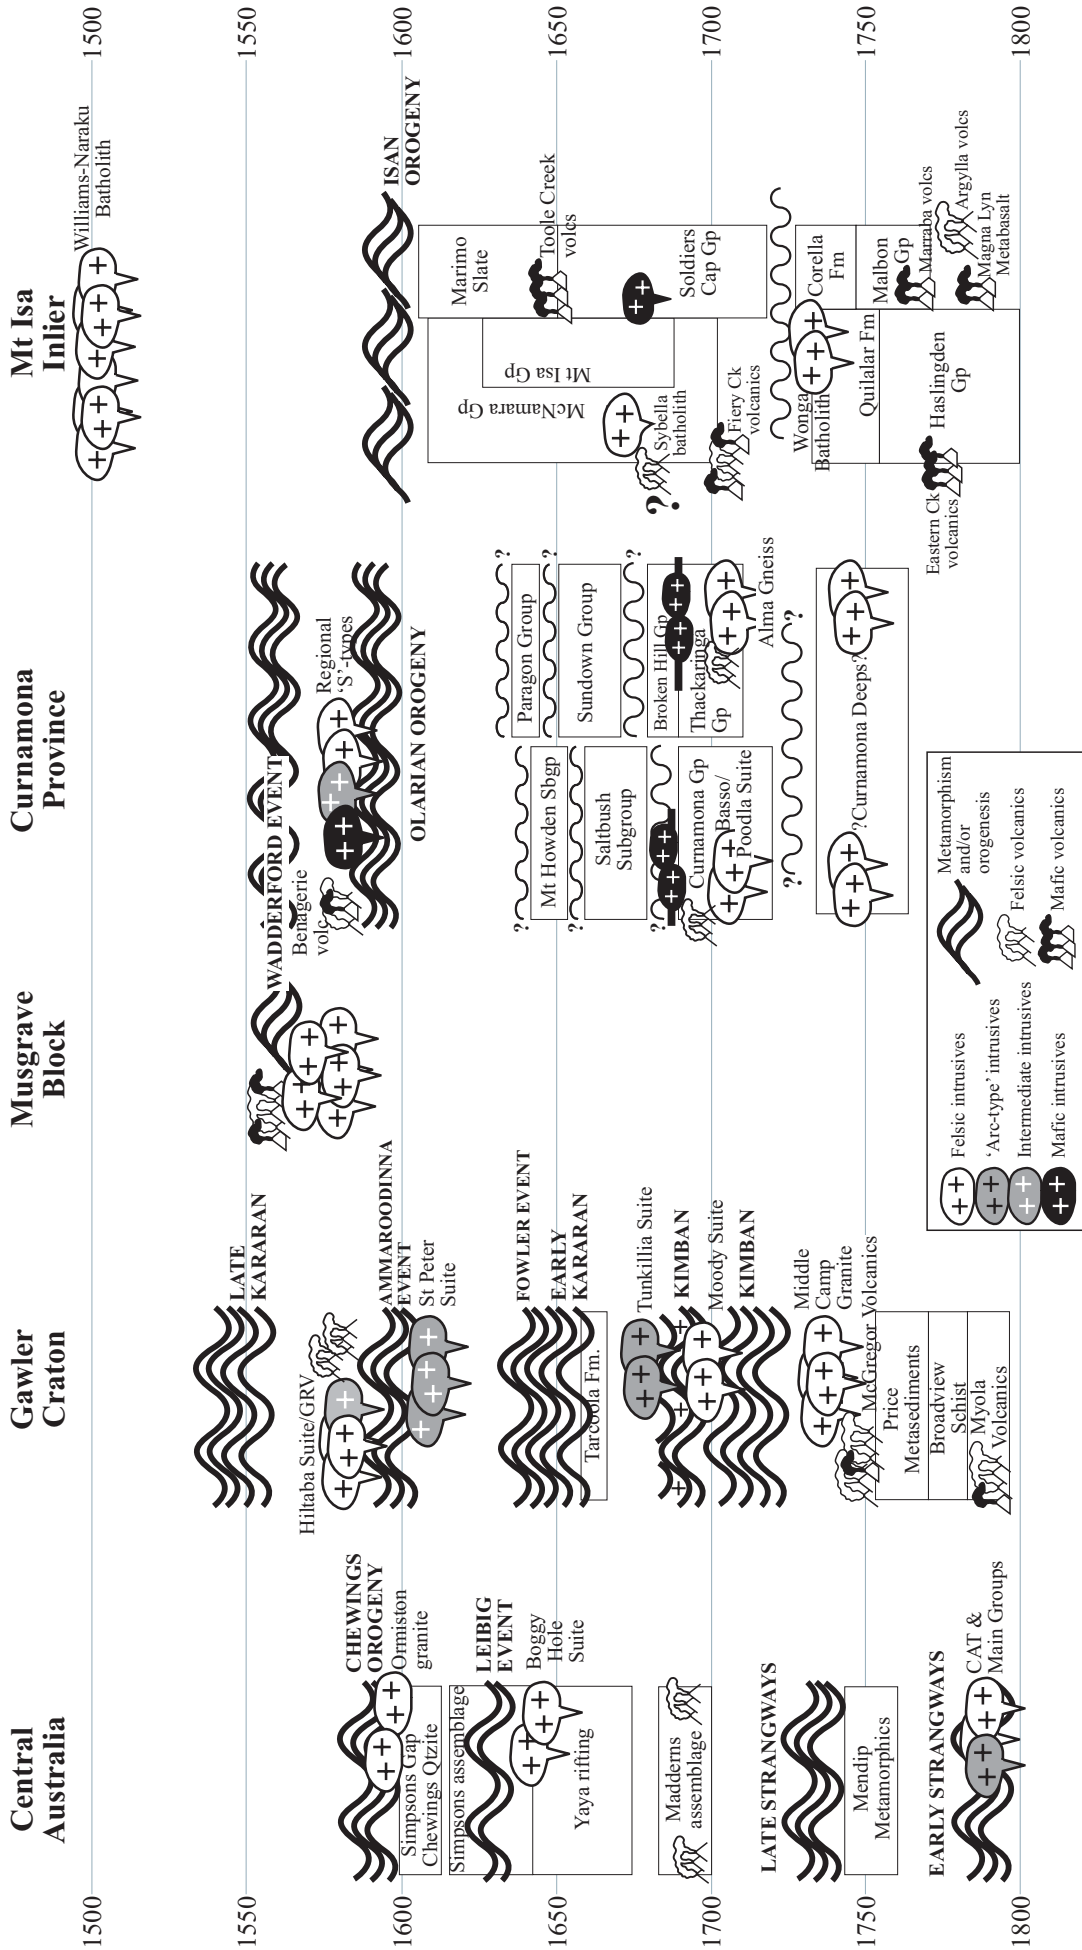 Central
Australia
Gawler
Craton
Musgrave
Block
Curnamona
Province
Mt Isa
Inlier
1500
1550
1600
1650
1700
1750
1800
1500
1550
1600
1650
1700
1750
1800
CHEWINGS
OROGENY
Ormiston
granite
Simpsons Gap
Chewings Qtzite
Simpsons assemblage
LEIBIG
EVENT
Boggy
Hole
Suite
Yaya rifting
Madderns
assemblage
LATE STRANGWAYS
Mendip
Metamorphics
EARLY STRANGWAYS
CAT &
Main Groups
LATE
KARARAN
Hiltaba Suite/GRV
AMMAROODINNA
EVENT
St Peter
Suite
FOWLER EVENT
EARLY
KARARAN
Tarcoola Fm.
Tunkillia Suite
KIMBAN
Moody Suite
KIMBAN
Middle
Camp
Granite
McGregor Volcanics
Price
Metasediments
Broadview
Schist
Myola
Volcanics
WADDERFORD EVENT
Benagerie
volc
Regional
'S'-types
OLARIAN OROGENY
?
Paragon Group
?
Sundown Group
?
Broken Hill Gp
Thackaringa
Gp
Alma Gneiss
?
Mt Howden Sbgp
?
Saltbush
Subgroup
?
Curnamona Gp
Basso/
Poodla Suite
?
?
?Curnamona Deeps?
Williams-Naraku
Batholith
ISAN
OROGENY
Marimo
Slate
Toole Creek
volcs
Soldiers
Cap Gp
Mt Isa Gp
McNamara Gp
Sybella
batholith
?
Fiery Ck
volcanics
Wonga
Batholith
Corella
Fm
Quilalar Fm
Malbon
Gp
Marraba volcs
Argylla volcs
Magna Lyn
Metabasalt
Haslingden
Gp
Eastern Ck
volcanics
Felsic intrusives
'Arc-type' intrusives
Intermediate intrusives
Mafic intrusives
Metamorphism
and/or
orogenesis
Felsic volcanics
Mafic volcanics